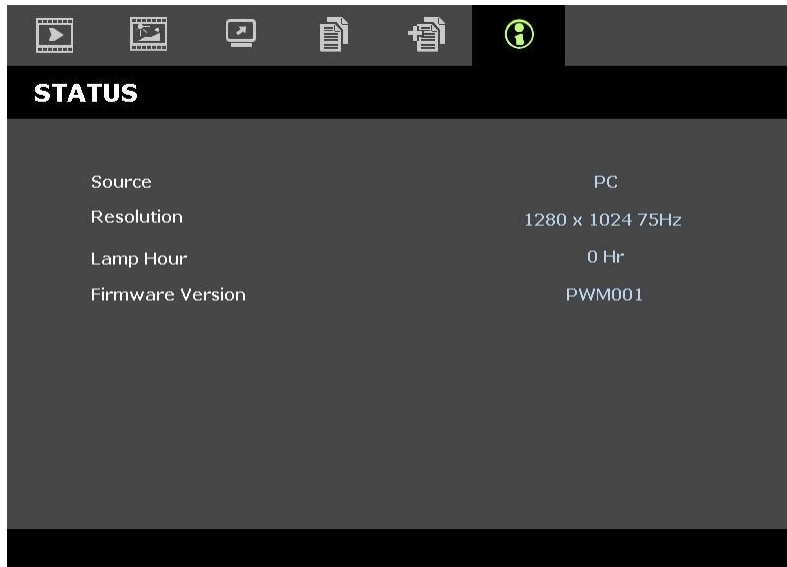 STATUS
Source PC
Resolution 1280 x 1024 75Hz
Lamp Hour 0 Hr
Firmware Version PWM001